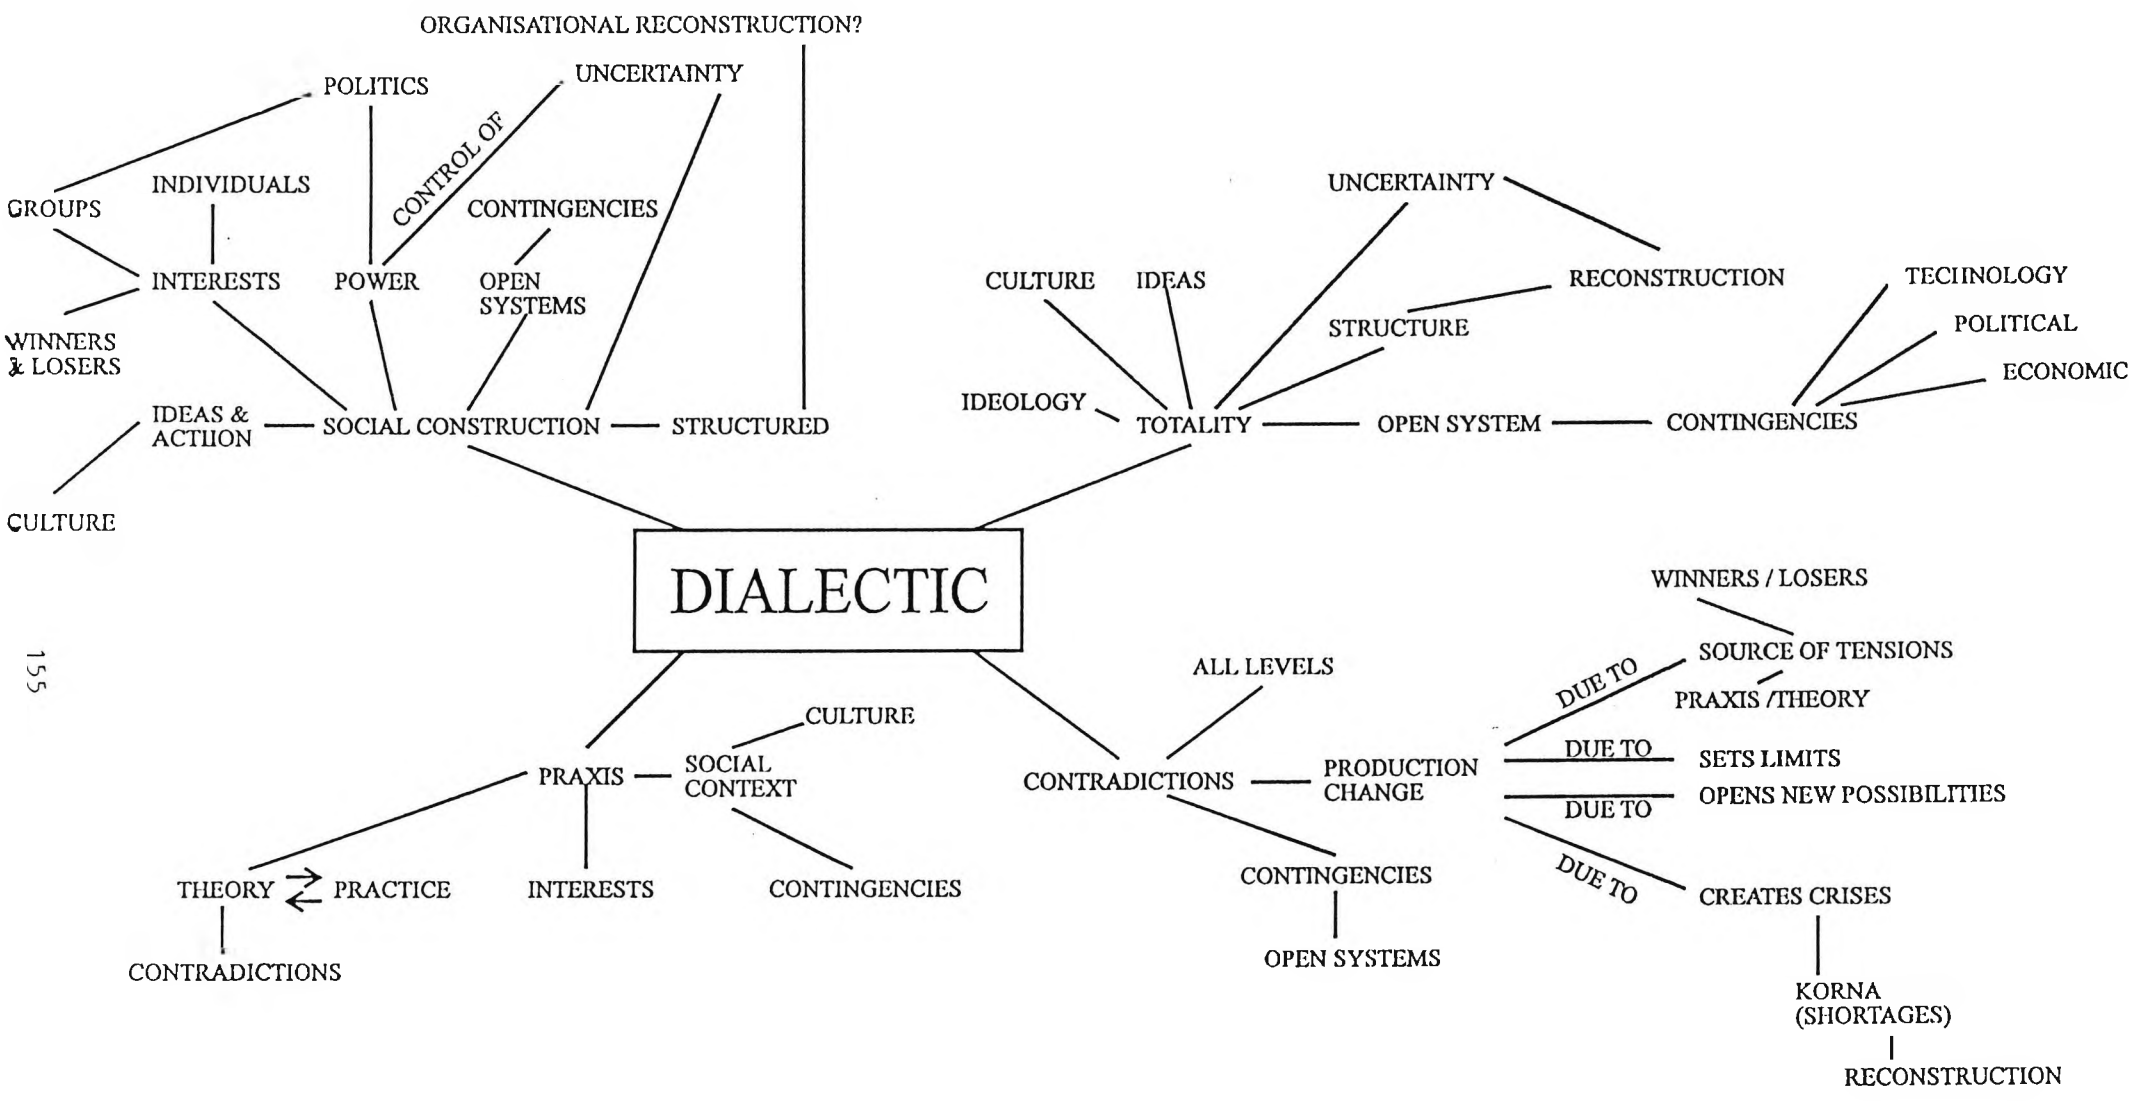 ORGANISATIONAL RECONSTRUCTION?
POLITICS
UNCERTAINTY
CONTROL OF
GROUPS
INDIVIDUALS
CONTINGENCIES
INTERESTS
POWER
OPEN
SYSTEMS
WINNERS
& LOSERS
IDEAS &
ACTION
SOCIAL CONSTRUCTION
STRUCTURED
CULTURE
UNCERTAINTY
CULTURE
IDEAS
RECONSTRUCTION
TECHNOLOGY
STRUCTURE
POLITICAL
ECONOMIC
IDEOLOGY
TOTALITY
OPEN SYSTEM
CONTINGENCIES
DIALECTIC
155
CULTURE
PRAXIS
SOCIAL
CONTEXT
THEORY
PRACTICE
INTERESTS
CONTINGENCIES
CONTRADICTIONS
ALL LEVELS
CONTRADICTIONS
PRODUCTION
CHANGE
CONTINGENCIES
OPEN SYSTEMS
WINNERS / LOSERS
DUE TO
SOURCE OF TENSIONS
PRAXIS /THEORY
DUE TO
SETS LIMITS
DUE TO
OPENS NEW POSSIBILITIES
DUE TO
CREATES CRISES
KORNA
(SHORTAGES)
RECONSTRUCTION